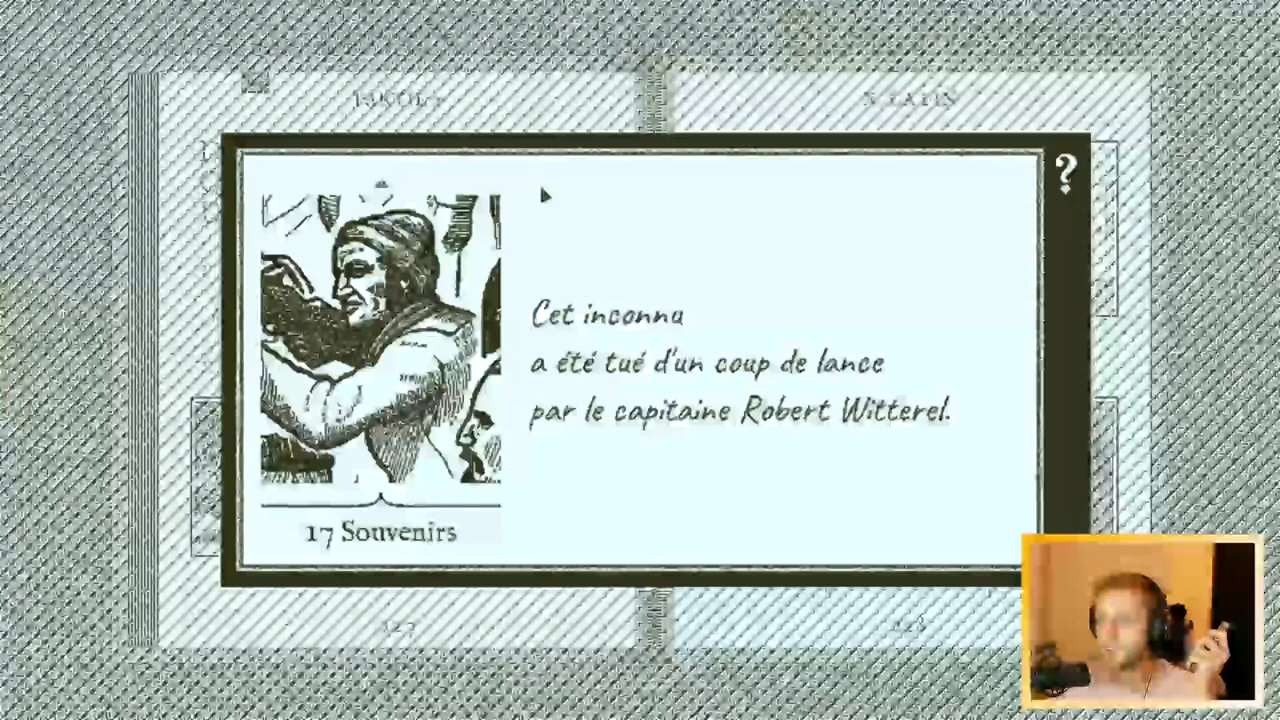 ?
Cet inconnu
a été tué d'un coup de lance
par le capitaine Robert Witterel.
17 Souvenirs